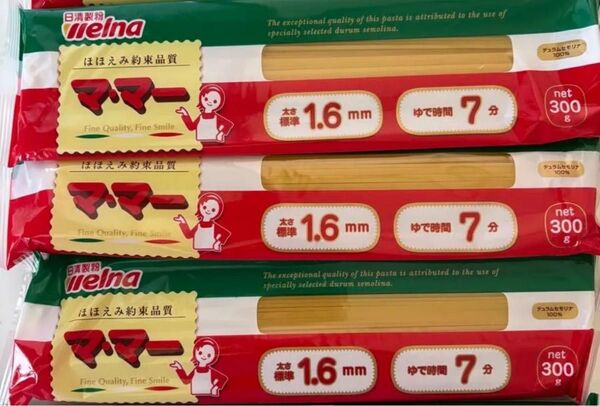 日清製粉
Welna
The exceptional quality of this pasta is attributed to the use of
specially selected durum semolina.
ほほえみ約束品質
マ・マー
Fine Quality, Fine Smile
太さ
標準 1.6 mm
ゆで時間 7 分
デュラムセモリナ
100%
net
300
g
ほほえみ約束品質
マ・マー
Fine Quality, Fine Smile
太さ
標準 1.6 mm
ゆで時間 7 分
デュラムセモリナ
100%
net
300
g
日清製粉
Welna
The exceptional quality of this pasta is attributed to the use of
specially selected durum semolina.
ほほえみ約束品質
マ・マー
Fine Quality, Fine Smile
太さ
標準 1.6 mm
ゆで時間 7 分
デュラムセモリナ
100%
net
300
g